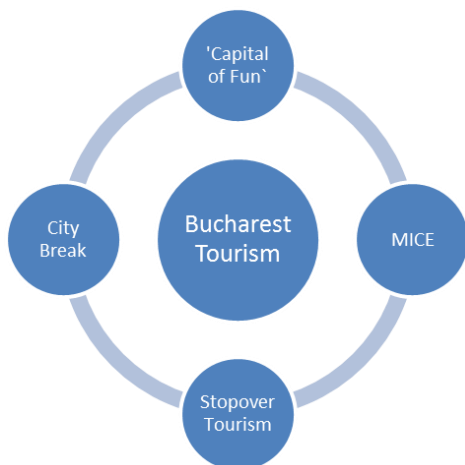 'Capital
of Fun`
City
Break
Bucharest
Tourism
MICE
Stopover
Tourism